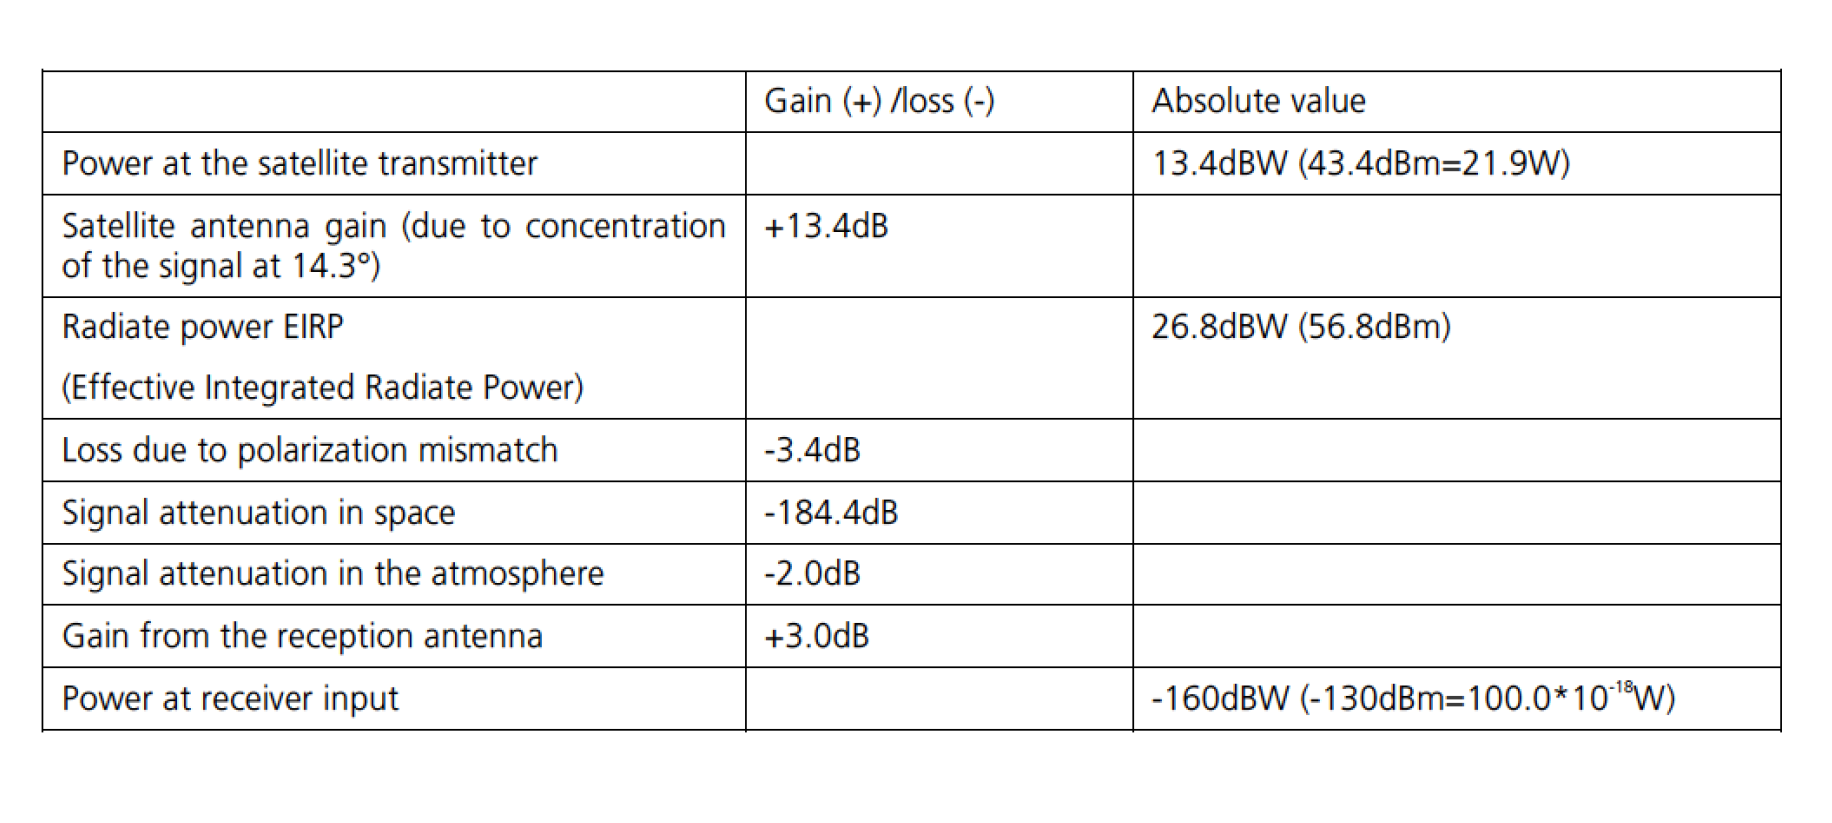 Gain (+) /loss (-) Absolute value
Power at the satellite transmitter 13.4dBW (43.4dBm=21.9W)
Satellite antenna gain (due to concentration +13.4dB
of the signal at 14.3°)
Radiate power EIRP 26.8dBW (56.8dBm)
(Effective Integrated Radiate Power)
Loss due to polarization mismatch -3.4dB
Signal attenuation in space -184.4dB
Signal attenuation in the atmosphere -2.0dB
Gain from the reception antenna +3.0dB
Power at receiver input -160dBW (-130dBm=100.0*10⁻¹⁸W)